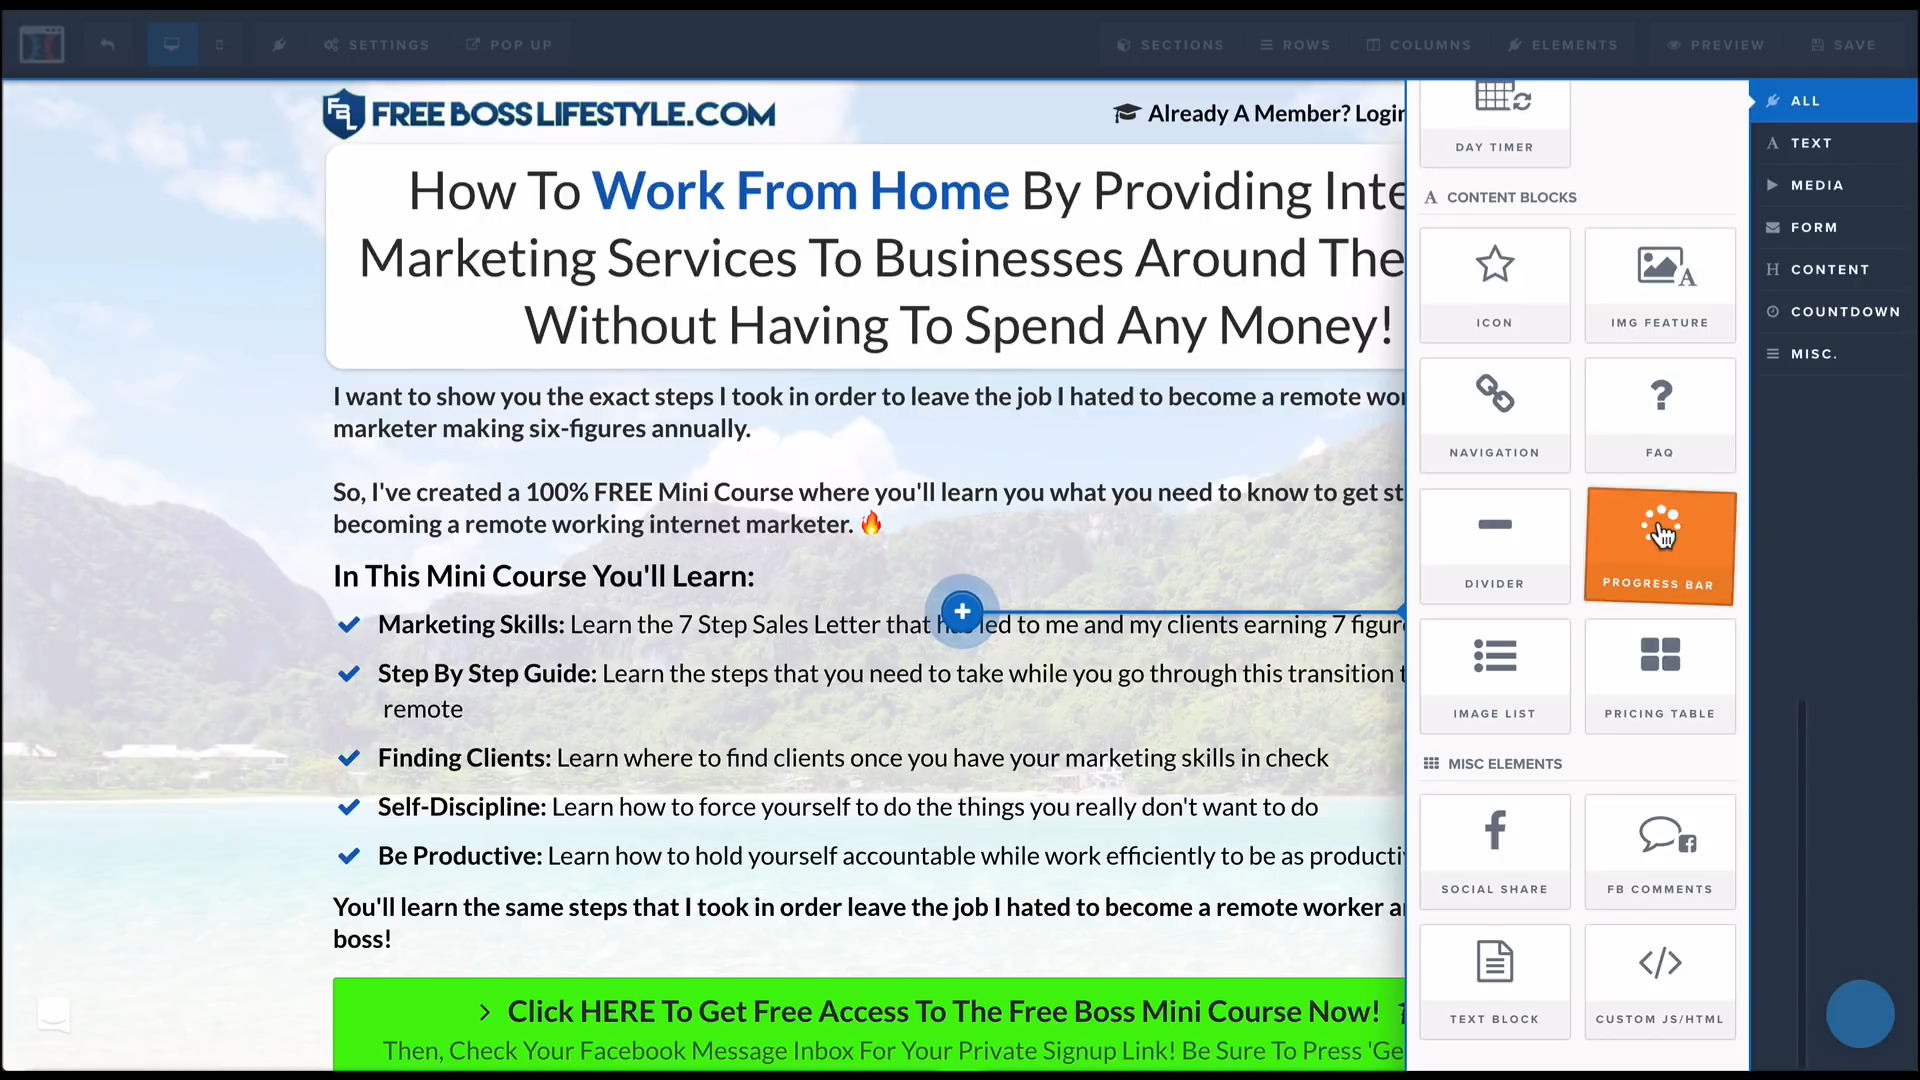 SETTINGS
POP UP
SECTIONS
ROWS
COLUMNS
ELEMENTS
PREVIEW
SAVE
FBL FREE BOSS LIFESTYLE.COM
Already A Member? Login
How To Work From Home By Providing Inte
Marketing Services To Businesses Around The
Without Having To Spend Any Money!
I want to show you the exact steps I took in order to leave the job I hated to become a remote wor
marketer making six-figures annually.
So, I've created a 100% FREE Mini Course where you'll learn you what you need to know to get st
becoming a remote working internet marketer. 🔥
In This Mini Course You'll Learn:
Marketing Skills: Learn the 7 Step Sales Letter that has led to me and my clients earning 7 figur
Step By Step Guide: Learn the steps that you need to take while you go through this transition t
remote
Finding Clients: Learn where to find clients once you have your marketing skills in check
Self-Discipline: Learn how to force yourself to do the things you really don't want to do
Be Productive: Learn how to hold yourself accountable while work efficiently to be as producti
You'll learn the same steps that I took in order leave the job I hated to become a remote worker a
boss!
Click HERE To Get Free Access To The Free Boss Mini Course Now!
Then, Check Your Facebook Message Inbox For Your Private Signup Link! Be Sure To Press 'Ge
DAY TIMER
CONTENT BLOCKS
ICON
IMG FEATURE
NAVIGATION
FAQ
DIVIDER
PROGRESS BAR
IMAGE LIST
PRICING TABLE
MISC ELEMENTS
SOCIAL SHARE
FB COMMENTS
TEXT BLOCK
CUSTOM JS/HTML
ALL
TEXT
MEDIA
FORM
CONTENT
COUNTDOWN
MISC.